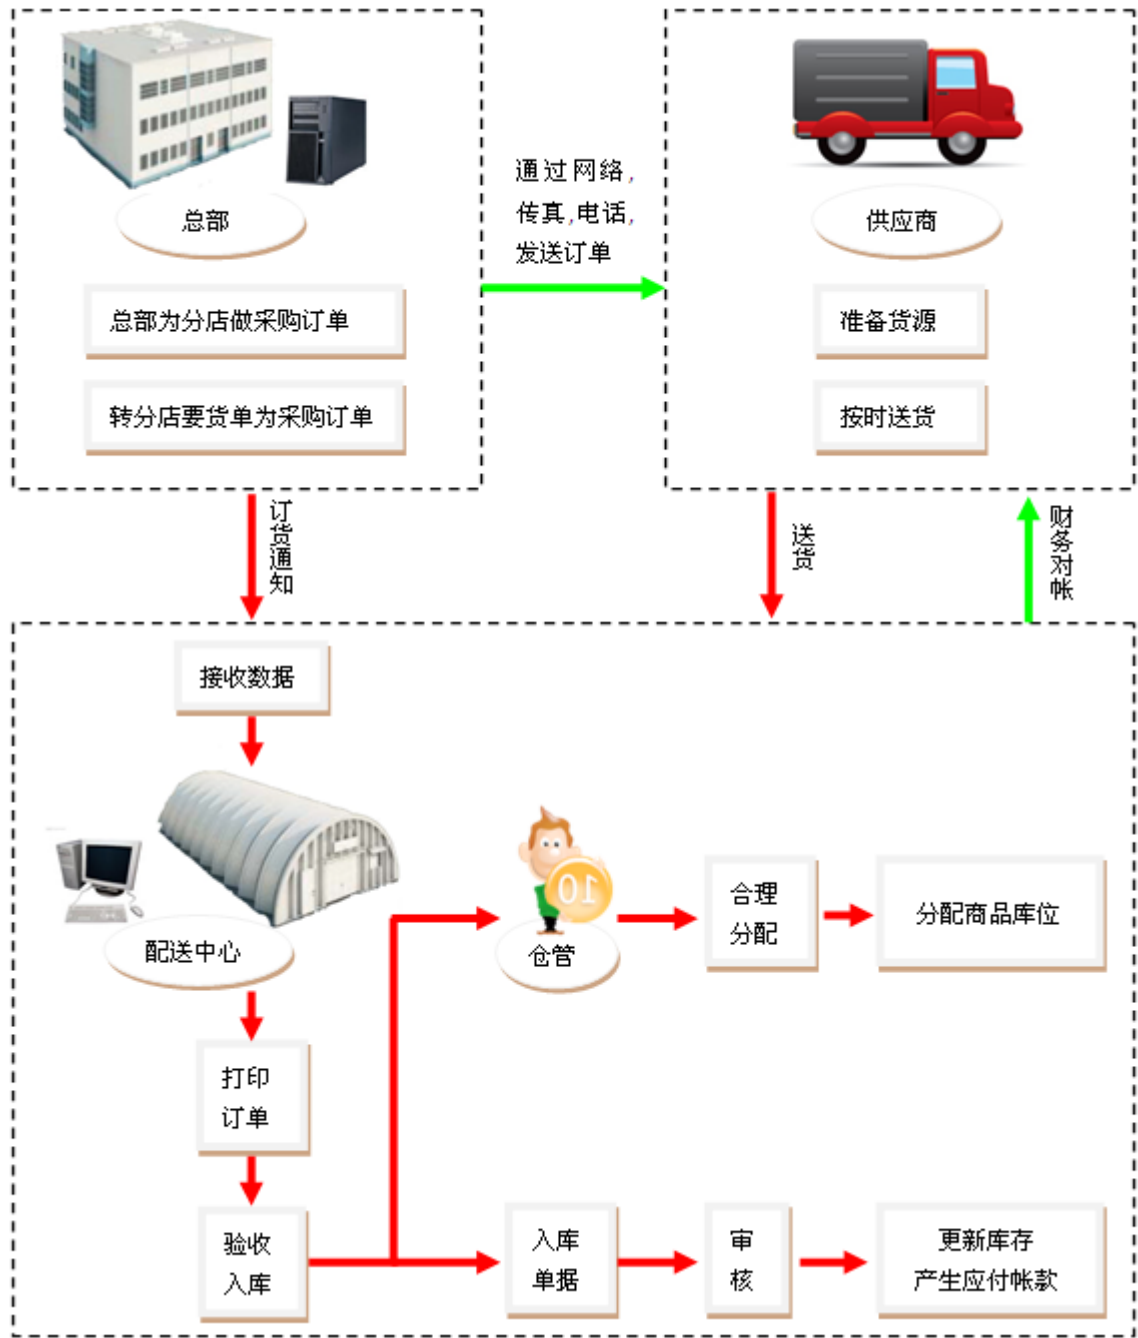 总部
总部为分店做采购订单
转分店要货单为采购订单
通过网络,
传真,电话,
发送订单
供应商
准备货源
按时送货
订货通知
送货
财务对帐
接收数据
配送中心
打印
订单
验收
入库
10
仓管
合理
分配
分配商品库位
入库
单据
审
核
更新库存
产生应付帐款